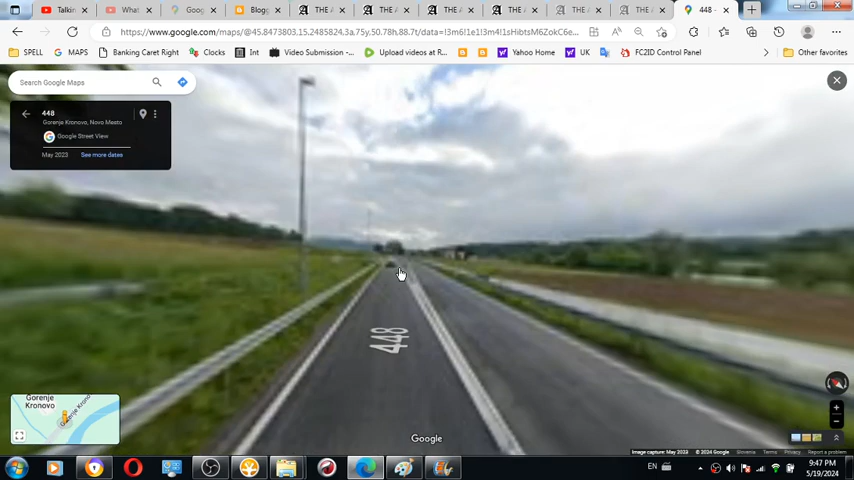 Talkin
What
Goog
Blogg
THE A
THE A
THE A
THE A
THE A
THE A
448 -
https://www.google.com/maps/@45.8473803,15.2485824,3a,75y,50.78h,88.7t/data=!3m6!1e1!3m4!1sHibtsM6ZokC6e...
SPELL
MAPS
Banking Caret Right
Clocks
Int
Video Submission -...
Upload videos at R...
Yahoo Home
UK
FC2ID Control Panel
Other favorites
Search Google Maps
448
Gorenje Kronovo, Novo Mesto
Google Street View
May 2023 See more dates
448
Gorenje
Kronovo
Gorenje Kronovo
Google
Image capture: May 2023 © 2024 Google Slovenia Terms Privacy Report a problem
EN
9:47 PM
5/19/2024